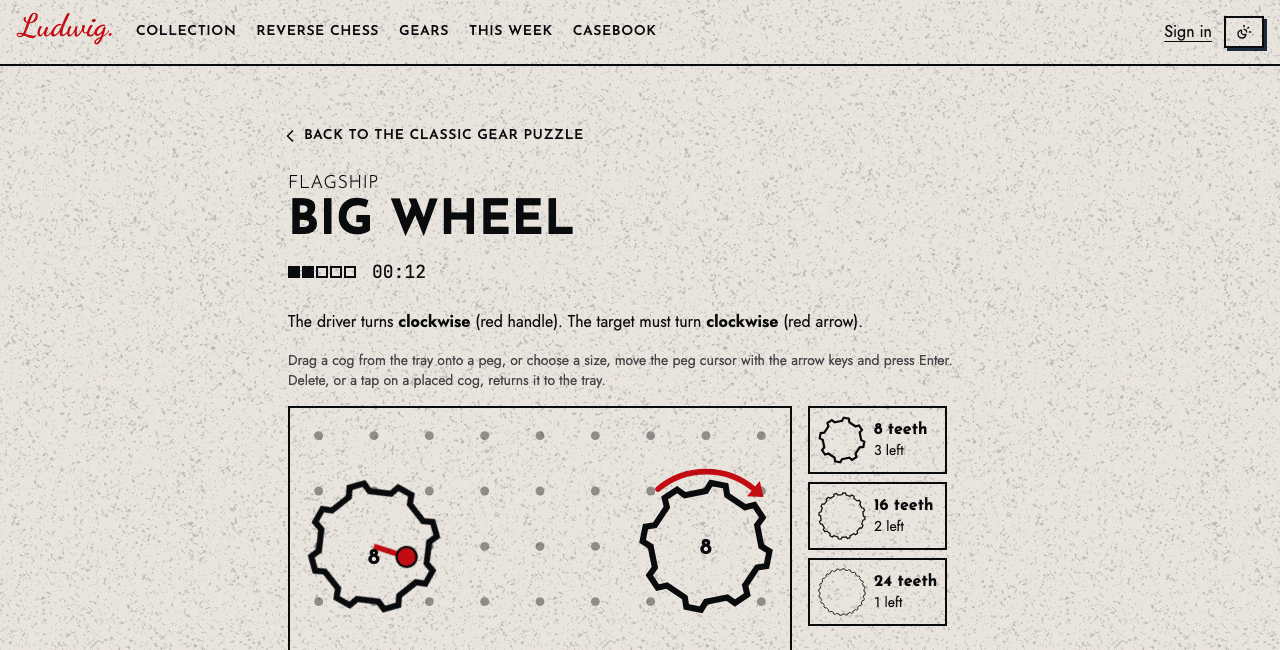 Ludwig.
COLLECTION REVERSE CHESS GEARS THIS WEEK CASEBOOK
Sign in
BACK TO THE CLASSIC GEAR PUZZLE
FLAGSHIP
BIG WHEEL
00:12
The driver turns clockwise (red handle). The target must turn clockwise (red arrow).
Drag a cog from the tray onto a peg, or choose a size, move the peg cursor with the arrow keys and press Enter.
Delete, or a tap on a placed cog, returns it to the tray.
8
8
8 teeth
3 left
16 teeth
2 left
24 teeth
1 left